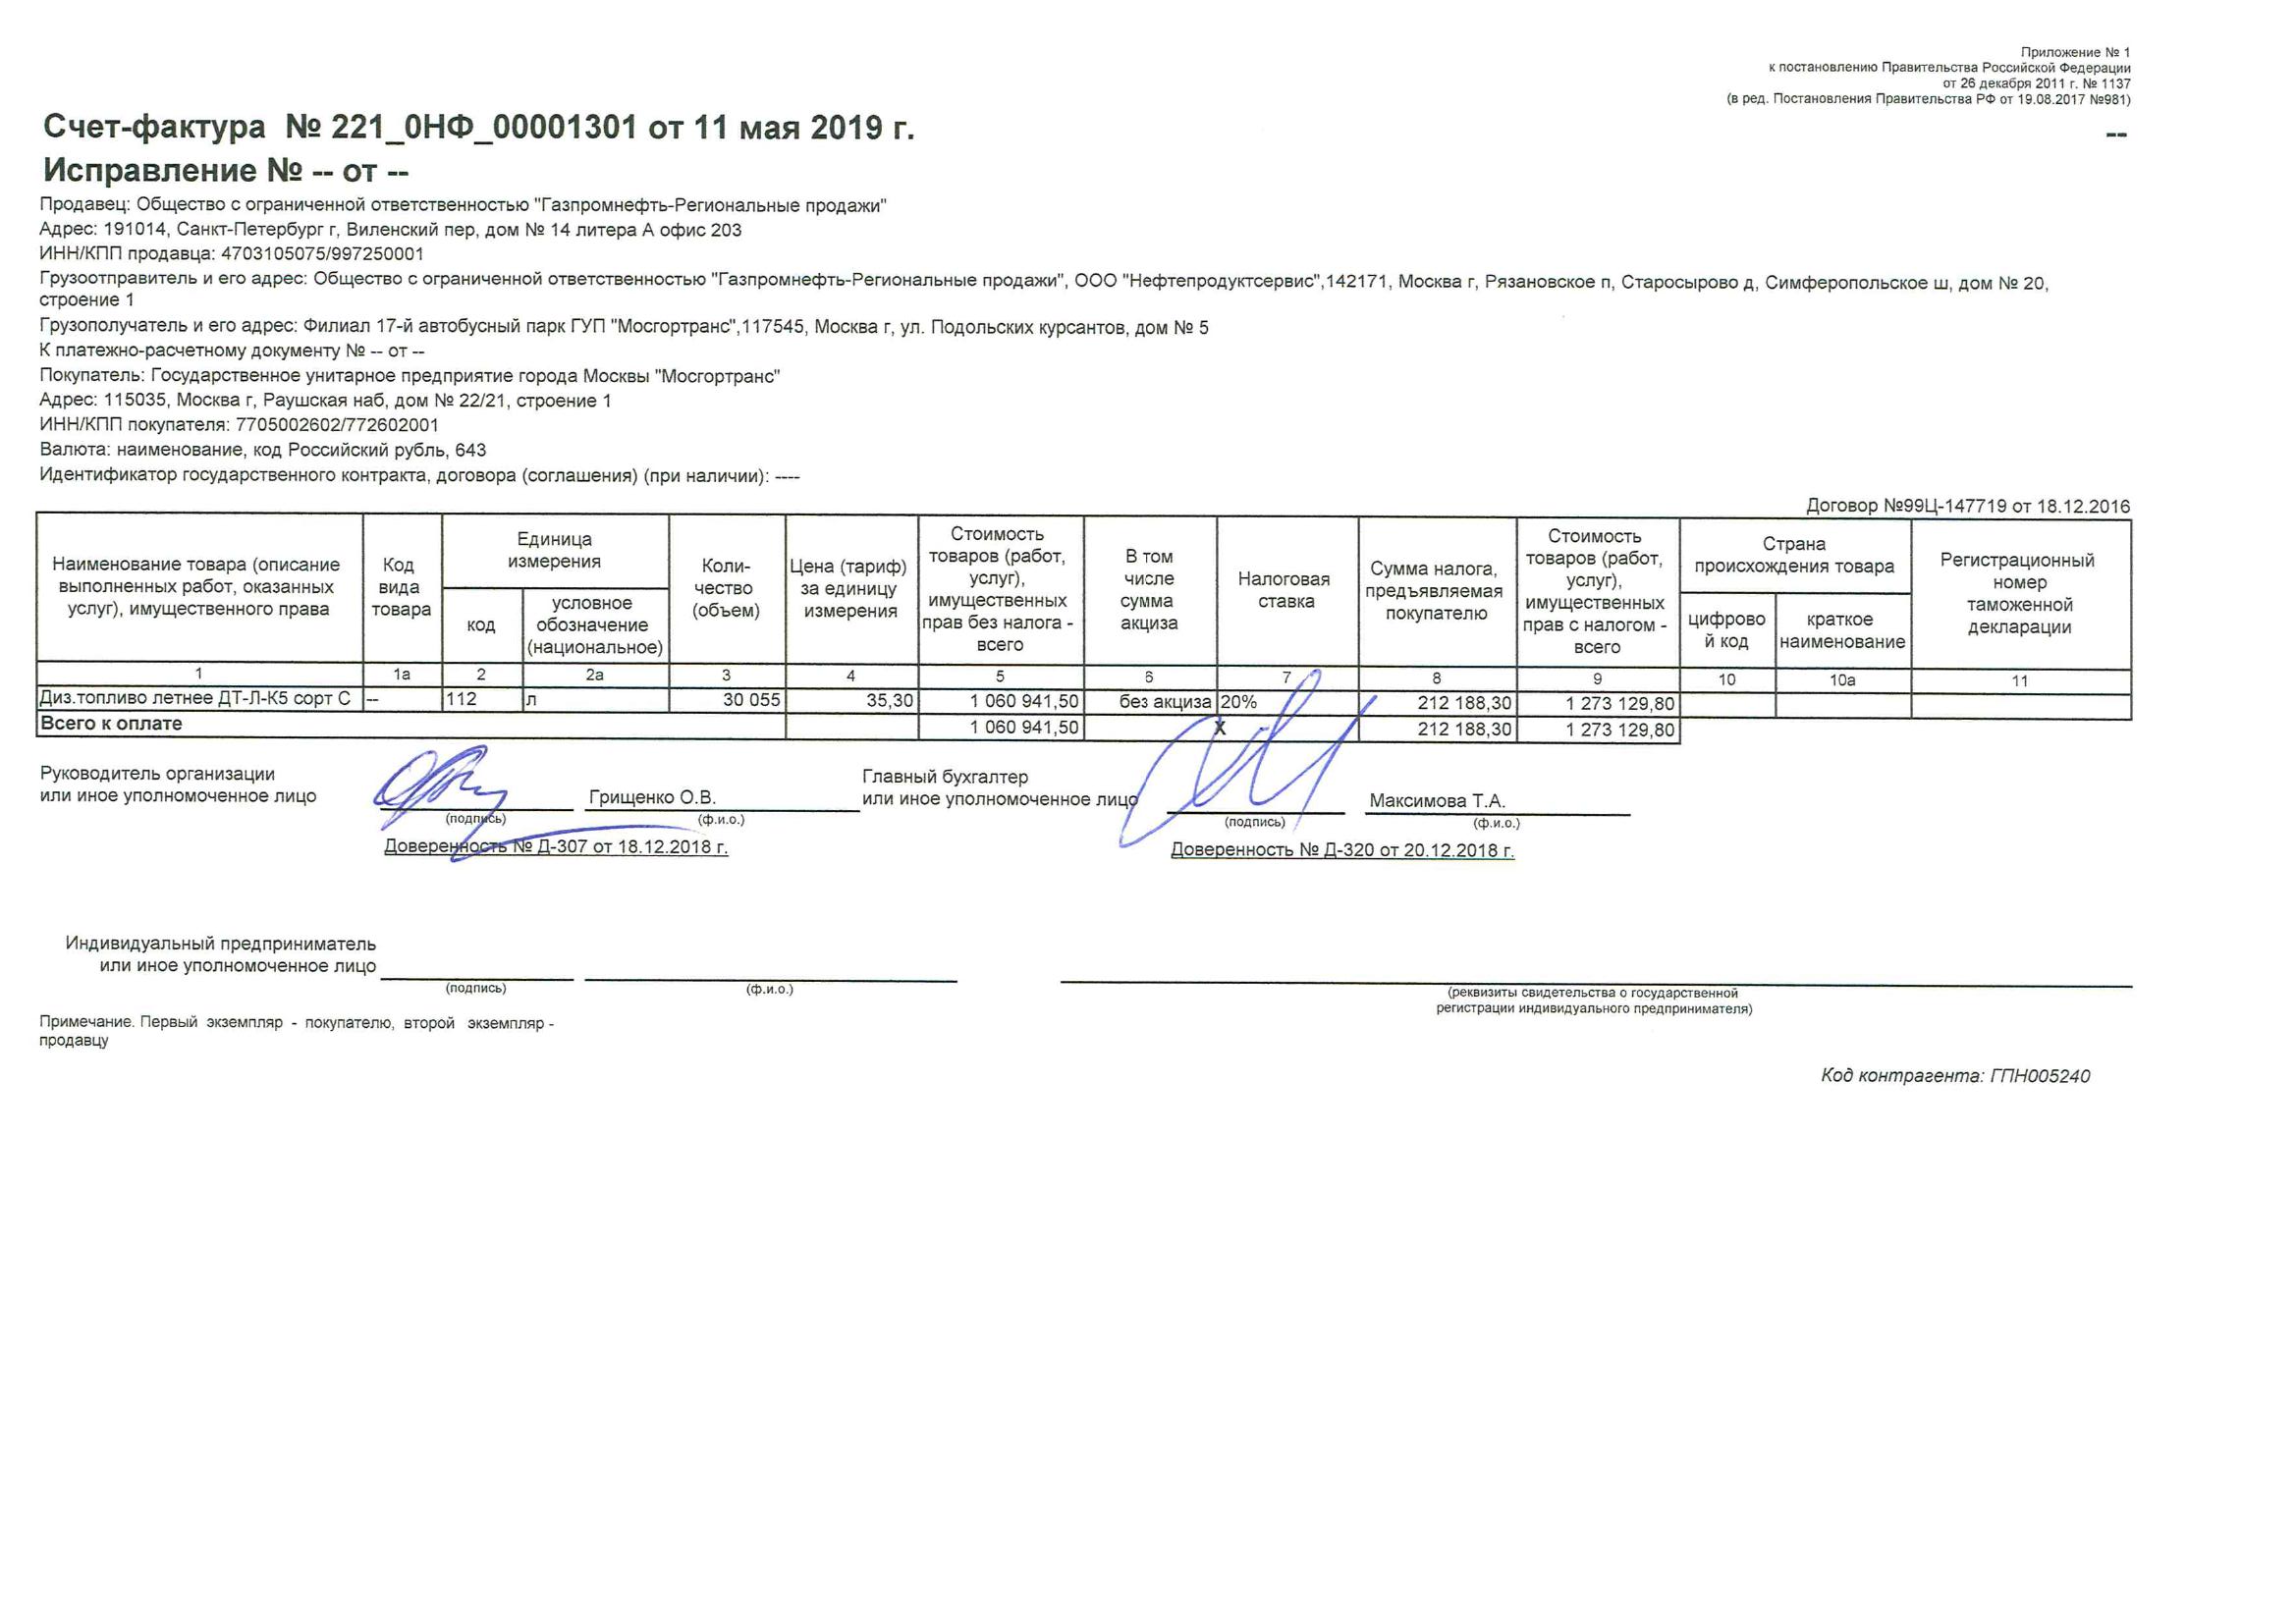 Приложение № 1
к постановлению Правительства Российской Федерации
от 26 декабря 2011 г. № 1137
(в ред. Постановления Правительства РФ от 19.08.2017 №981)
Счет-фактура № 221_0НФ_00001301 от 11 мая 2019 г.
--
Исправление № -- от --
Продавец: Общество с ограниченной ответственностью "Газпромнефть-Региональные продажи"
Адрес: 191014, Санкт-Петербург г, Виленский пер, дом № 14 литера А офис 203
ИНН/КПП продавца: 4703105075/997250001
Грузоотправитель и его адрес: Общество с ограниченной ответственностью "Газпромнефть-Региональные продажи", ООО "Нефтепродуктсервис",142171, Москва г, Рязановское п, Старосырово д, Симферопольское ш, дом № 20,
строение 1
Грузополучатель и его адрес: Филиал 17-й автобусный парк ГУП "Мосгортранс",117545, Москва г, ул. Подольских курсантов, дом № 5
К платежно-расчетному документу № -- от --
Покупатель: Государственное унитарное предприятие города Москвы "Мосгортранс"
Адрес: 115035, Москва г, Раушская наб, дом № 22/21, строение 1
ИНН/КПП покупателя: 7705002602/772602001
Валюта: наименование, код Российский рубль, 643
Идентификатор государственного контракта, договора (соглашения) (при наличии): ----
Договор №99Ц-147719 от 18.12.2016
Наименование товара (описание
выполненных работ, оказанных
услуг), имущественного права
Код
вида
товара
Единица
измерения
код
условное
обозначение
(национальное)
Коли-
чество
(объем)
Цена (тариф)
за единицу
измерения
Стоимость
товаров (работ,
услуг),
имущественных
прав без налога -
всего
В том
числе
сумма
акциза
Налоговая
ставка
Сумма налога,
предъявляемая
покупателю
Стоимость
товаров (работ,
услуг),
имущественных
прав с налогом -
всего
Страна
происхождения товара
цифрово
й код
краткое
наименование
Регистрационный
номер
таможенной
декларации
1 1а 2 2а 3 4 5 6 7 8 9 10 10а 11
Диз.топливо летнее ДТ-Л-К5 сорт С -- 112 л 30 055 35,30 1 060 941,50 без акциза 20% 212 188,30 1 273 129,80
Всего к оплате 1 060 941,50 X 212 188,30 1 273 129,80
Руководитель организации
или иное уполномоченное лицо Грищенко О.В.
(подпись) (ф.и.о.)
Доверенность № Д-307 от 18.12.2018 г.
Главный бухгалтер
или иное уполномоченное лицо Максимова Т.А.
(подпись) (ф.и.о.)
Доверенность № Д-320 от 20.12.2018 г.
Индивидуальный предприниматель
или иное уполномоченное лицо
(подпись) (ф.и.о.)
(реквизиты свидетельства о государственной
регистрации индивидуального предпринимателя)
Примечание. Первый экземпляр - покупателю, второй экземпляр -
продавцу
Код контрагента: ГПН005240